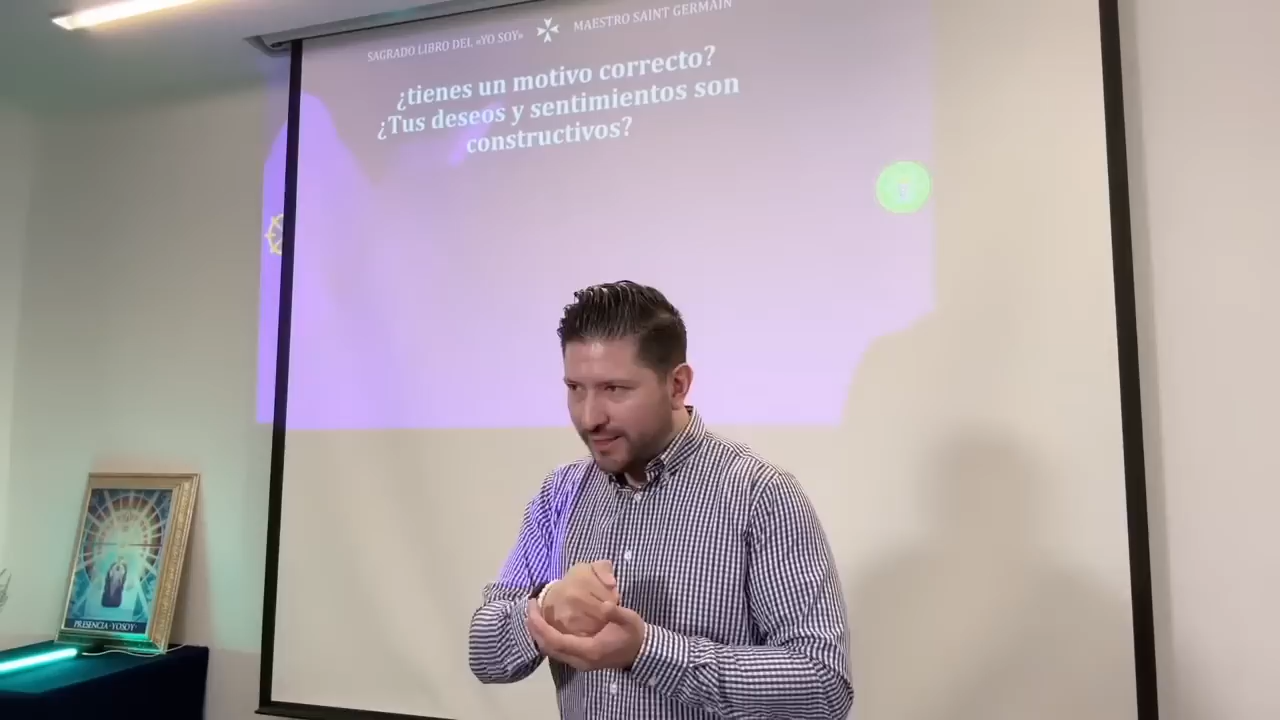 SAGRADO LIBRO DEL «YO SOY» MAESTRO SAINT GERMAIN
¿tienes un motivo correcto?
¿Tus deseos y sentimientos son
constructivos?
PRESENCIA "YO SOY"